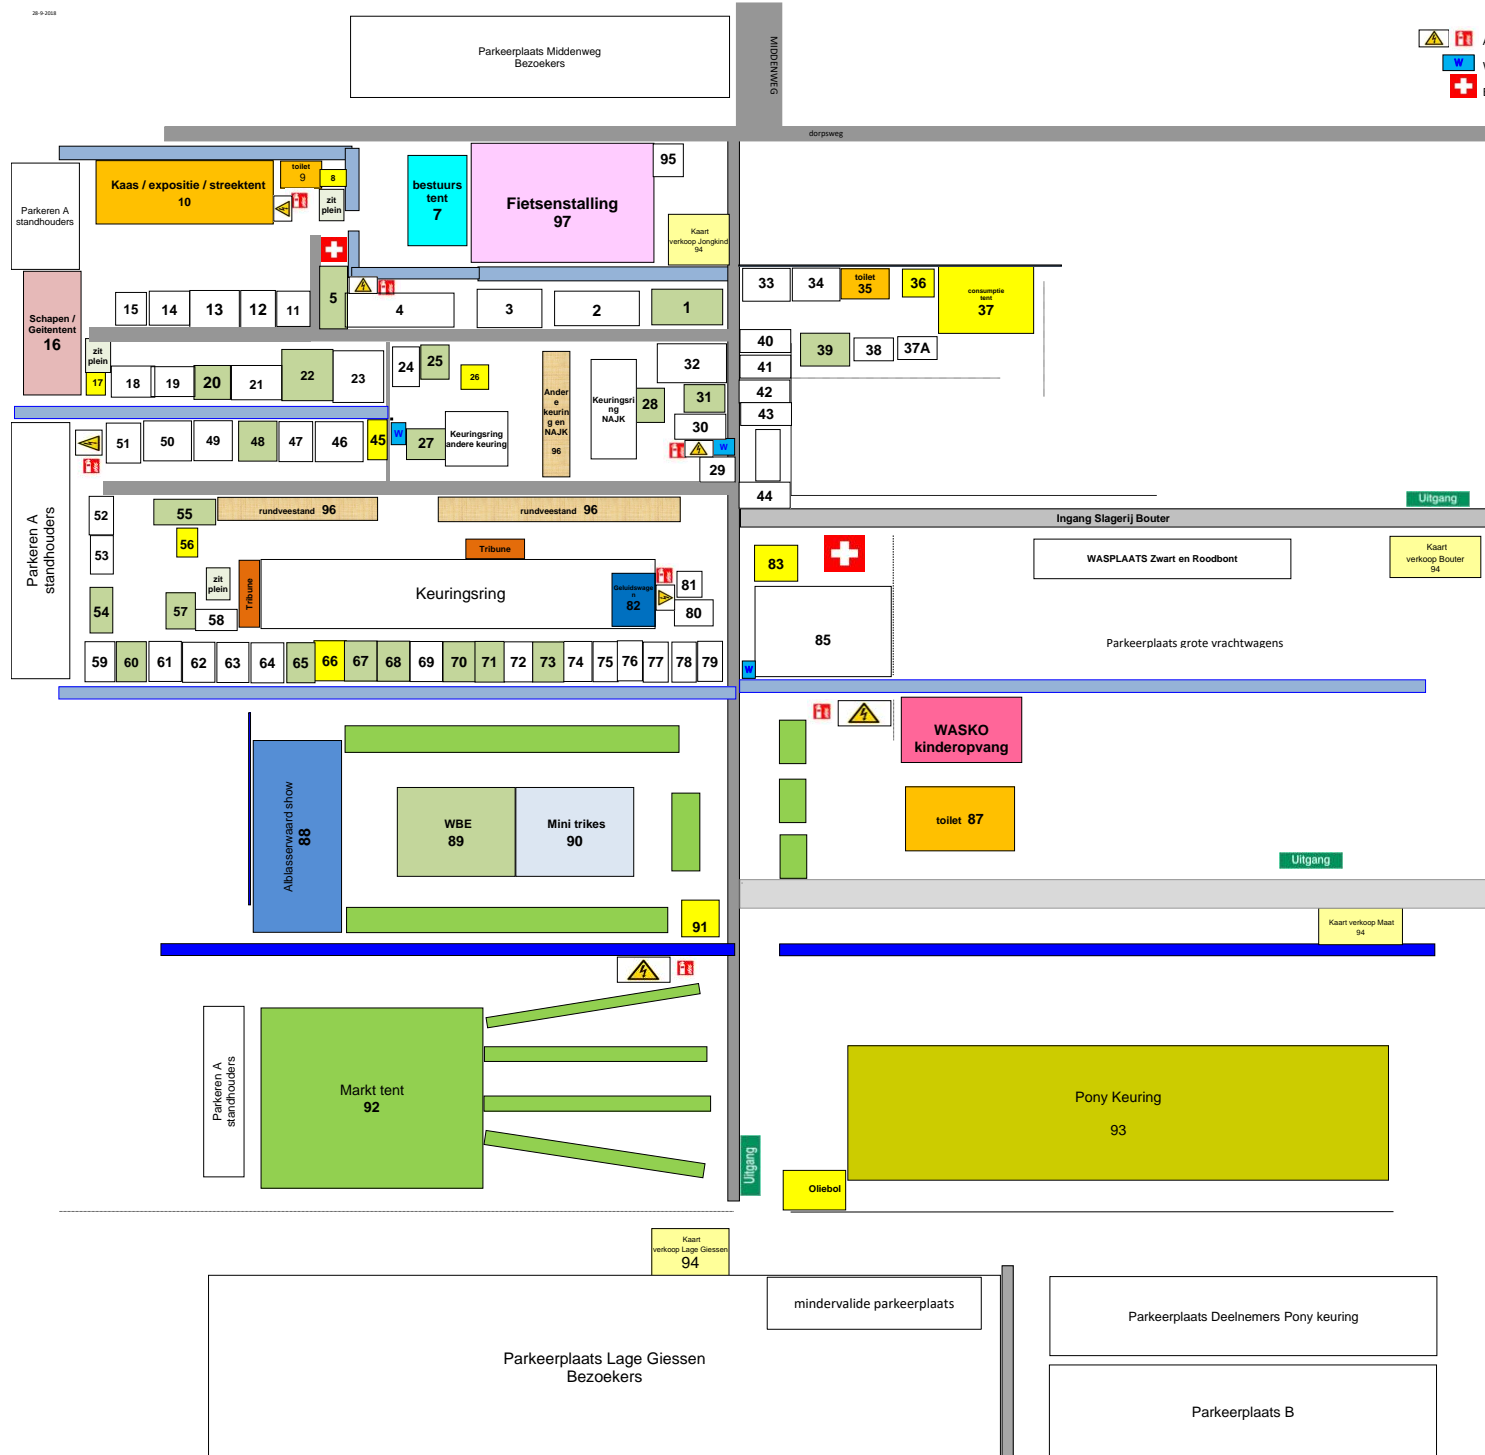 28-9-2018
Parkeerplaats Middenweg
Bezoekers
MIDDENWEG
W
dorpsweg
Parkeren A
standhouders
Kaas / expositie / streektent
10
toilet
9
8
zit
plein
bestuurs
tent
7
Fietsenstalling
97
95
Kaart
verkoop Jongkind
94
Schapen /
Geitentent
16
15
14
13
12
11
5
4
3
2
1
33
34
toilet
35
36
consumptie
tent
37
40
39
38
37A
41
42
43
44
zit
plein
17
18
19
20
21
22
23
24
25
26
Ander
e
keurin
g en
NAJK
96
Keuringsri
ng
NAJK
28
32
31
30
W
29
51
50
49
48
47
46
45
W
27
Keuringsring
andere keuring
Parkeren A
standhouders
52
53
54
55
56
57
zit
plein
58
rundveestand 96
rundveestand 96
Tribune
Tribune
Keuringsring
Geluidswage
n
82
81
80
Uitgang
Ingang Slagerij Bouter
83
WASPLAATS Zwart en Roodbont
Kaart
verkoop Bouter
94
85
W
Parkeerplaats grote vrachtwagens
59
60
61
62
63
64
65
66
67
68
69
70
71
72
73
74
75
76
77
78
79
WASKO
kinderopvang
toilet 87
Uitgang
Alblasserwaard show
88
WBE
89
Mini trikes
90
91
Kaart verkoop Maat
94
Parkeren A
standhouders
Markt tent
92
Uitgang
Pony Keuring
93
Oliebol
Kaart
verkoop Lage Giessen
94
mindervalide parkeerplaats
Parkeerplaats Lage Giessen
Bezoekers
Parkeerplaats Deelnemers Pony keuring
Parkeerplaats B